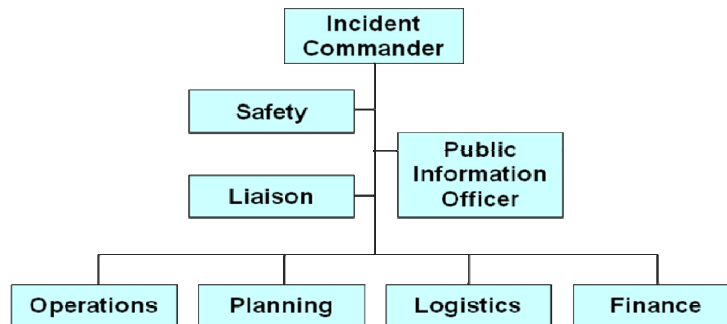 Incident
Commander
Safety
Public
Information
Officer
Liaison
Operations
Planning
Logistics
Finance